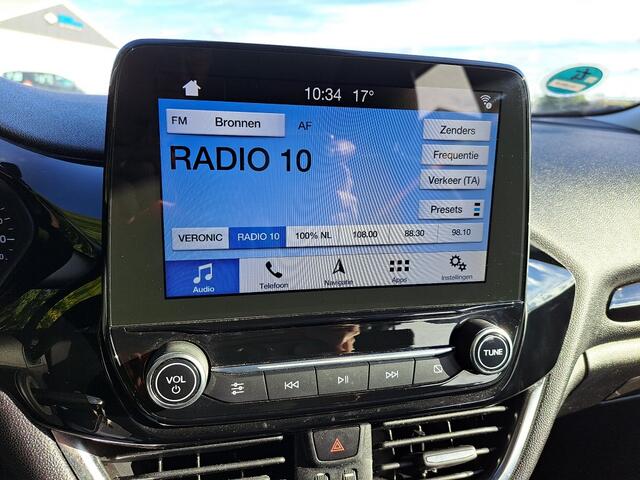 10:34 17°
FM Bronnen AF
Zenders
RADIO 10
Frequentie
Verkeer (TA)
Presets
VERONIC RADIO 10 100% NL 108.00 88.30 98.10
Audio Telefoon Navigatie Apps Instellingen
VOL
TUNE